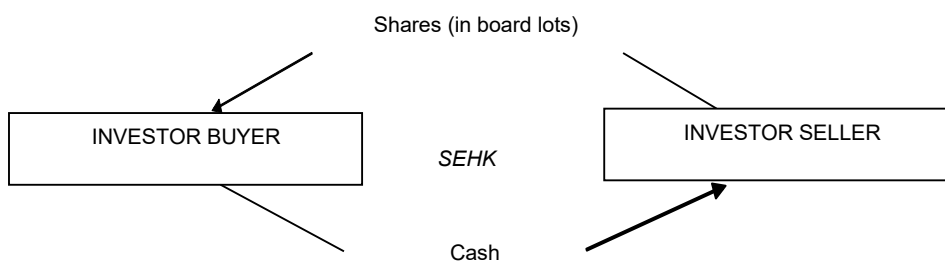 Shares (in board lots)
INVESTOR BUYER
INVESTOR SELLER
SEHK
Cash